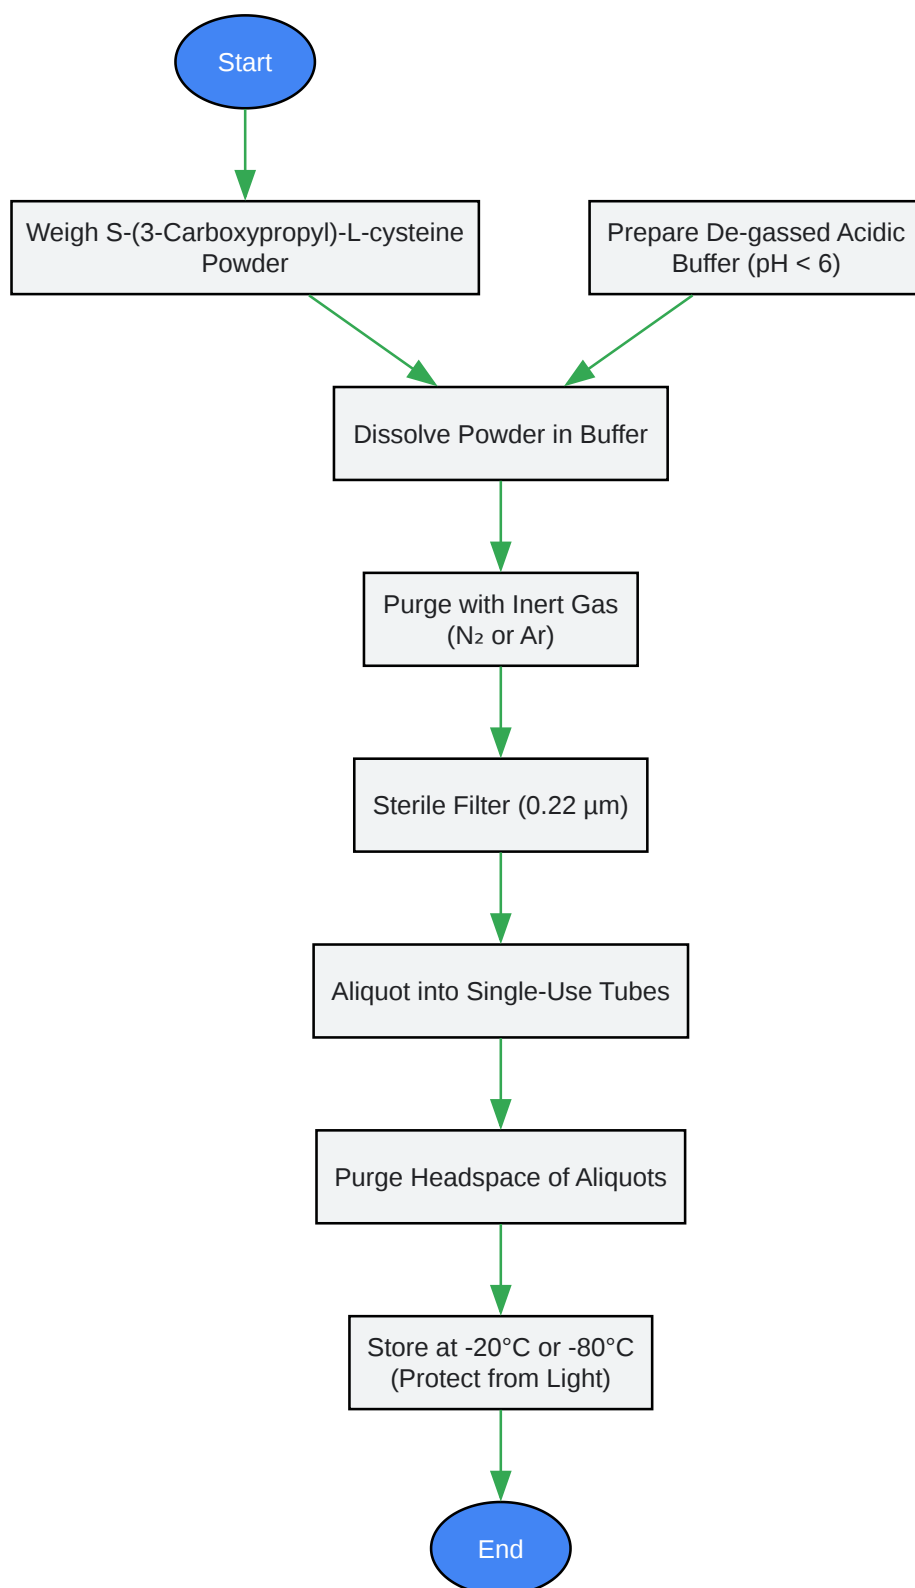 Start
Weigh S-(3-Carboxypropyl)-L-cysteine
Powder
Prepare De-gassed Acidic
Buffer (pH < 6)
Dissolve Powder in Buffer
Purge with Inert Gas
(N₂ or Ar)
Sterile Filter (0.22 µm)
Aliquot into Single-Use Tubes
Purge Headspace of Aliquots
Store at -20°C or -80°C
(Protect from Light)
End